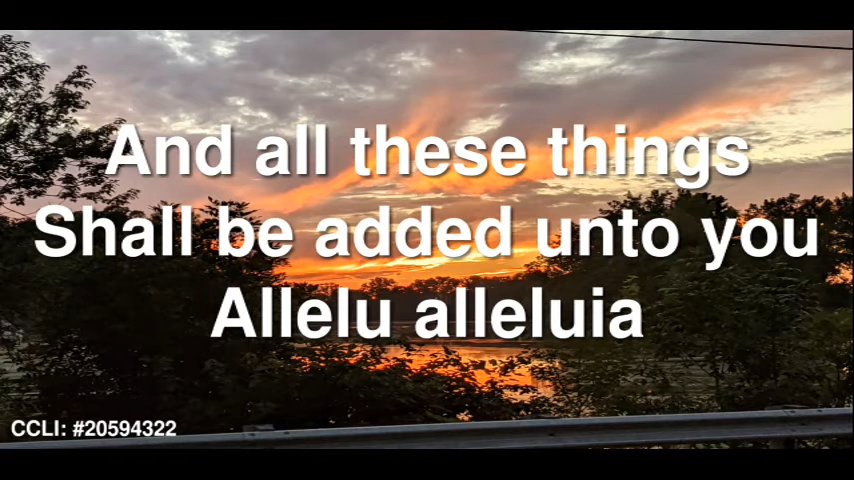 And all these things
Shall be added unto you
Allelu alleluia
CCLI: #20594322